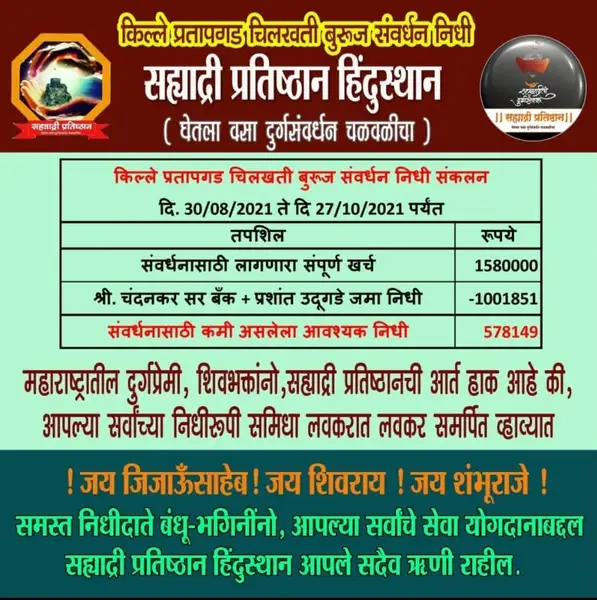 किल्ले प्रतापगड चिलखती बुरूज संवर्धन निधी
सह्याद्री प्रतिष्ठान हिंदुस्थान
( घेतला वसा दुर्गसंवर्धन चळवळीचा )
सह्याद्री प्रतिष्ठान
|| सह्याद्री प्रतिष्ठान ||
किल्ले प्रतापगड चिलखती बुरूज संवर्धन निधी संकलन
दि. 30/08/2021 ते दि 27/10/2021 पर्यंत
तपशिल रूपये
संवर्धनासाठी लागणारा संपूर्ण खर्च 1580000
श्री. चंदनकर सर बँक + प्रशांत उदूगडे जमा निधी -1001851
संवर्धनासाठी कमी असलेला आवश्यक निधी 578149
महाराष्ट्रातील दुर्गप्रेमी, शिवभक्तांनो,सह्याद्री प्रतिष्ठानची आर्त हाक आहे की,
आपल्या सर्वांच्या निधीरूपी समिधा लवकरात लवकर समर्पित व्हाव्यात
! जय जिजाऊँसाहेब! जय शिवराय ! जय शंभूराजे !
समस्त निधीदाते बंधू-भगिनींनो, आपल्या सर्वांचे सेवा योगदानाबद्दल
सह्याद्री प्रतिष्ठान हिंदुस्थान आपले सदैव ऋणी राहील.